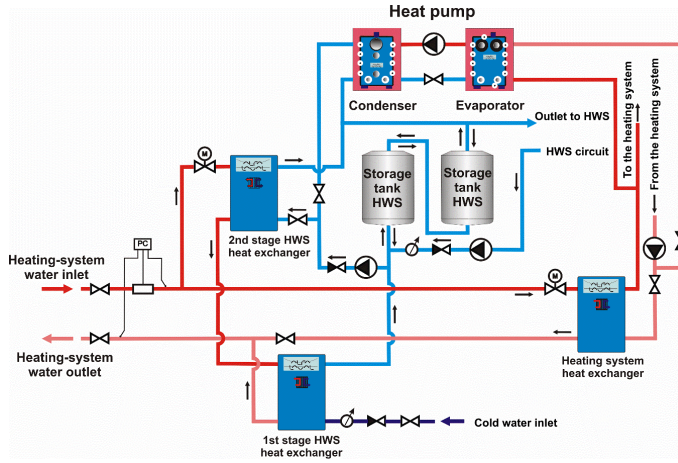 Heat pump
Condenser
Evaporator
Outlet to HWS
HWS circuit
To the heating system
From the heating system
M
Storage
tank
HWS
Storage
tank
HWS
2nd stage HWS
heat exchanger
PC
Heating-system
water inlet
M
Heating-system
water outlet
Heating system
heat exchanger
Cold water inlet
1st stage HWS
heat exchanger